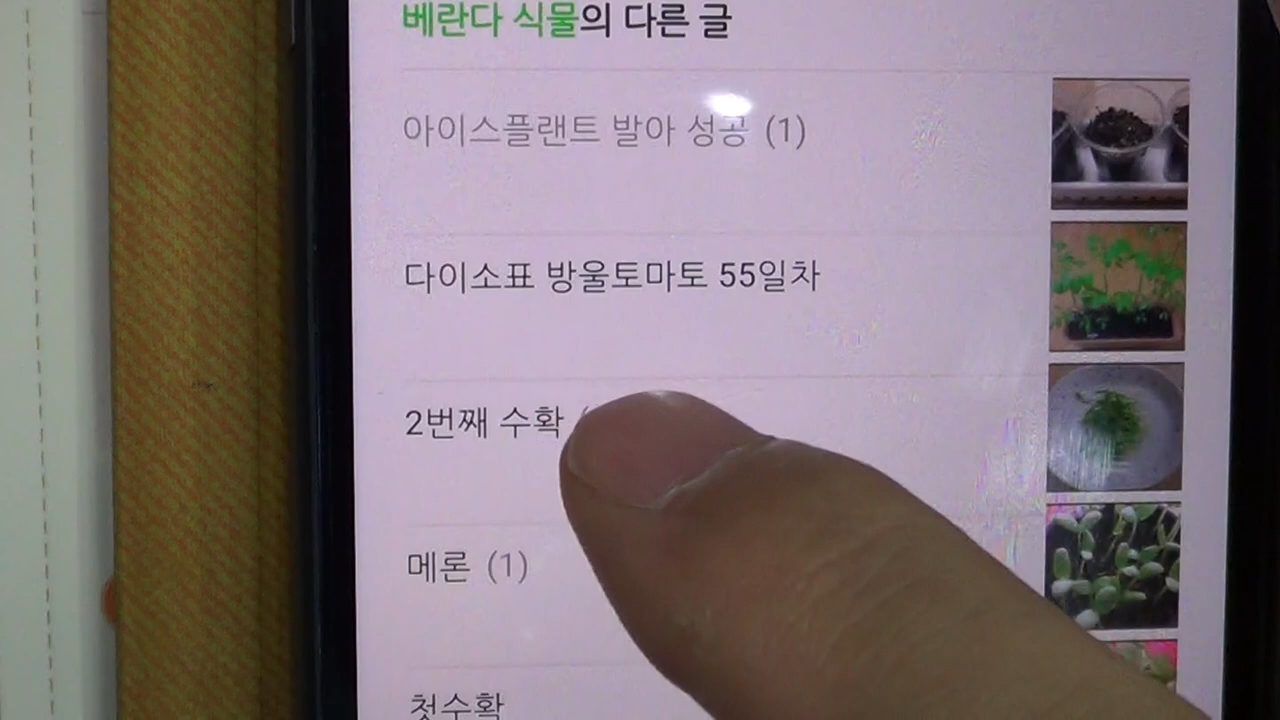 베란다 식물의 다른 글
아이스플랜트 발아 성공 (1)
다이소표 방울토마토 55일차
2번째 수확
메론 (1)
첫수확